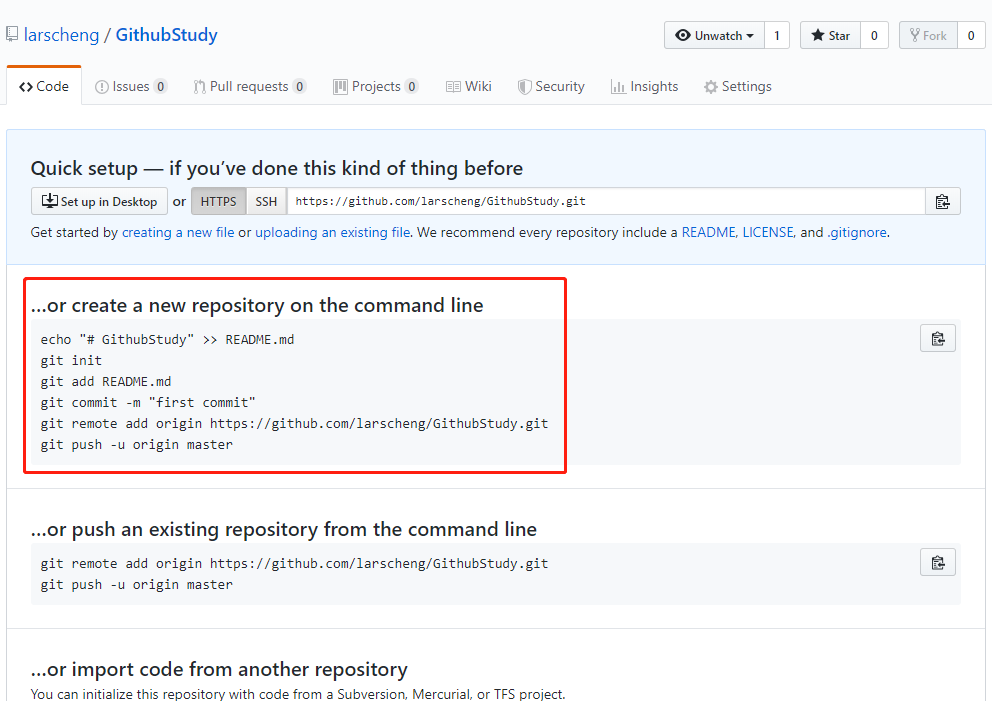 larscheng / GithubStudy
Unwatch 1 Star 0 Fork 0
Code Issues 0 Pull requests 0 Projects 0 Wiki Security Insights Settings
Quick setup — if you’ve done this kind of thing before
Set up in Desktop or HTTPS SSH https://github.com/larscheng/GithubStudy.git
Get started by creating a new file or uploading an existing file. We recommend every repository include a README, LICENSE, and .gitignore.
…or create a new repository on the command line
echo "# GithubStudy" >> README.md
git init
git add README.md
git commit -m "first commit"
git remote add origin https://github.com/larscheng/GithubStudy.git
git push -u origin master
…or push an existing repository from the command line
git remote add origin https://github.com/larscheng/GithubStudy.git
git push -u origin master
…or import code from another repository
You can initialize this repository with code from a Subversion, Mercurial, or TFS project.